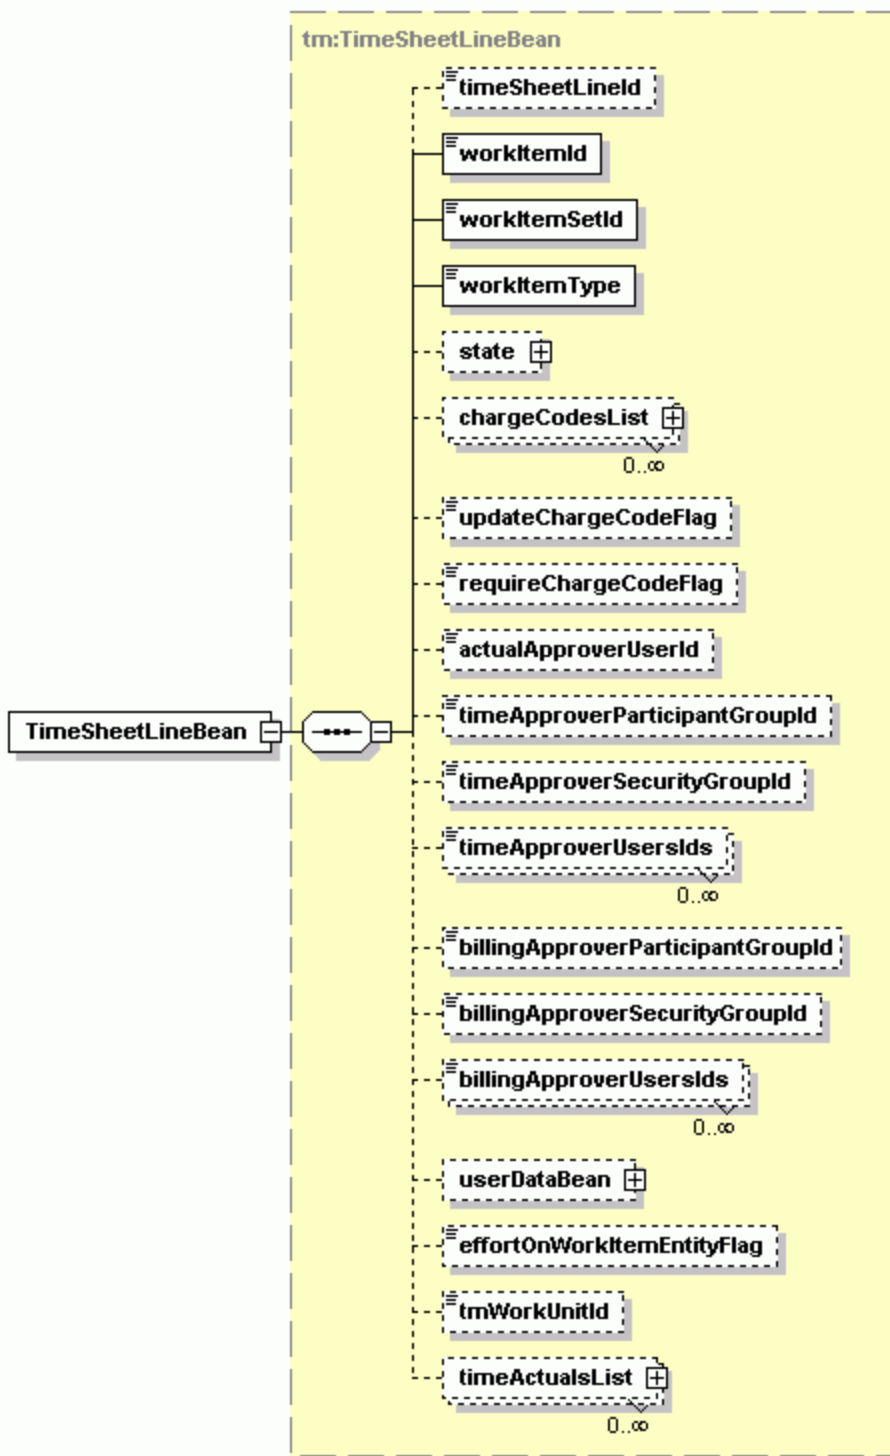 tm:TimeSheetLineBean
timeSheetLineId
workItemId
workItemSetId
workItemType
state
chargeCodesList
0..∞
updateChargeCodeFlag
requireChargeCodeFlag
actualApproverUserId
timeApproverParticipantGroupId
TimeSheetLineBean
timeApproverSecurityGroupId
timeApproverUsersIds
0..∞
billingApproverParticipantGroupId
billingApproverSecurityGroupId
billingApproverUsersIds
0..∞
userDataBean
effortOnWorkItemEntityFlag
tmWorkUnitId
timeActualsList
0..∞